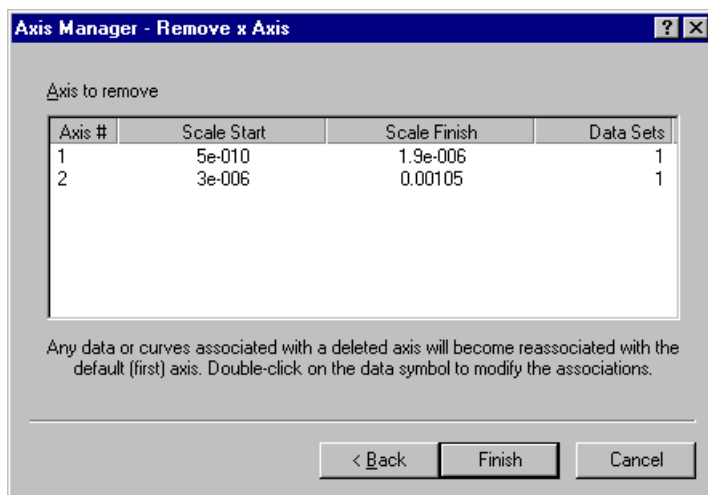 Axis Manager - Remove x Axis
Axis to remove
Axis # Scale Start Scale Finish Data Sets
1 5e-010 1.9e-006 1
2 3e-006 0.00105 1
Any data or curves associated with a deleted axis will become reassociated with the
default (first) axis. Double-click on the data symbol to modify the associations.
< Back Finish Cancel